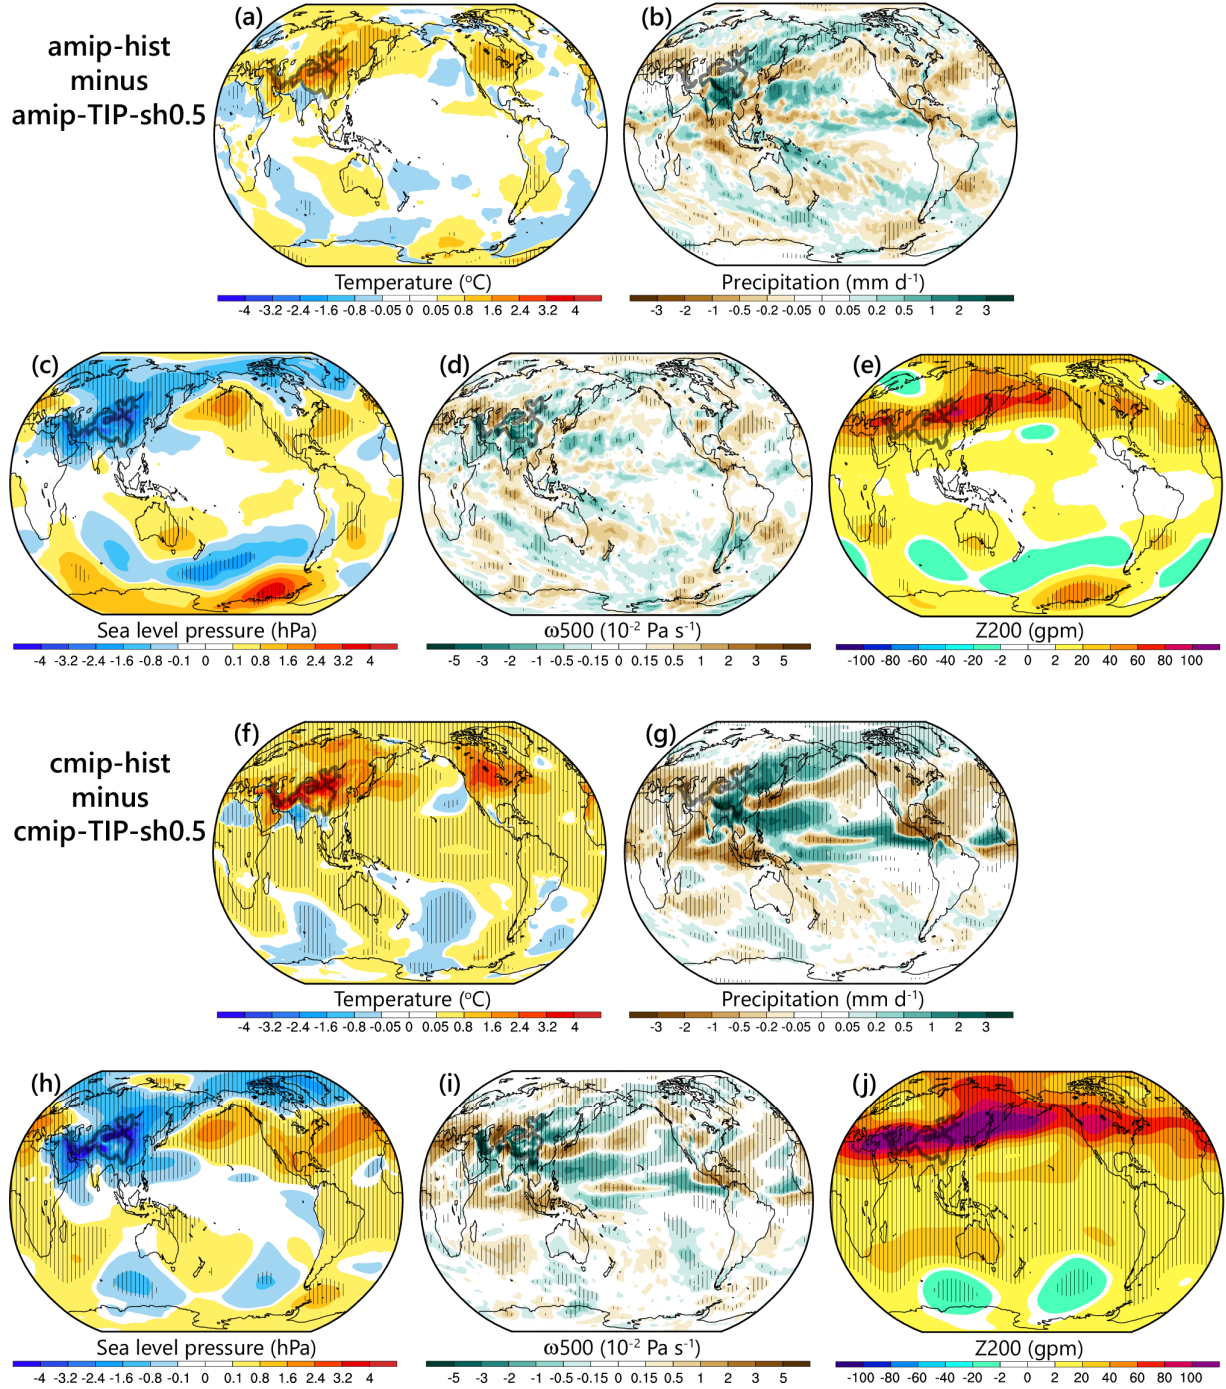 amip-hist
minus
amip-TIP-sh0.5
(a)
(b)
Temperature (°C)
-4 -3.2 -2.4 -1.6 -0.8 -0.05 0 0.05 0.8 1.6 2.4 3.2 4
Precipitation (mm d⁻¹)
-3 -2 -1 -0.5 -0.2 -0.05 0 0.05 0.2 0.5 1 2 3
(c)
(d)
(e)
Sea level pressure (hPa)
-4 -3.2 -2.4 -1.6 -0.8 -0.1 0 0.1 0.8 1.6 2.4 3.2 4
ω500 (10⁻² Pa s⁻¹)
-5 -3 -2 -1 -0.5 -0.15 0 0.15 0.5 1 2 3 5
Z200 (gpm)
-100 -80 -60 -40 -20 -2 0 2 20 40 60 80 100
cmip-hist
minus
cmip-TIP-sh0.5
(f)
(g)
Temperature (°C)
-4 -3.2 -2.4 -1.6 -0.8 -0.05 0 0.05 0.8 1.6 2.4 3.2 4
Precipitation (mm d⁻¹)
-3 -2 -1 -0.5 -0.2 -0.05 0 0.05 0.2 0.5 1 2 3
(h)
(i)
(j)
Sea level pressure (hPa)
-4 -3.2 -2.4 -1.6 -0.8 -0.1 0 0.1 0.8 1.6 2.4 3.2 4
ω500 (10⁻² Pa s⁻¹)
-5 -3 -2 -1 -0.5 -0.15 0 0.15 0.5 1 2 3 5
Z200 (gpm)
-100 -80 -60 -40 -20 -2 0 2 20 40 60 80 100